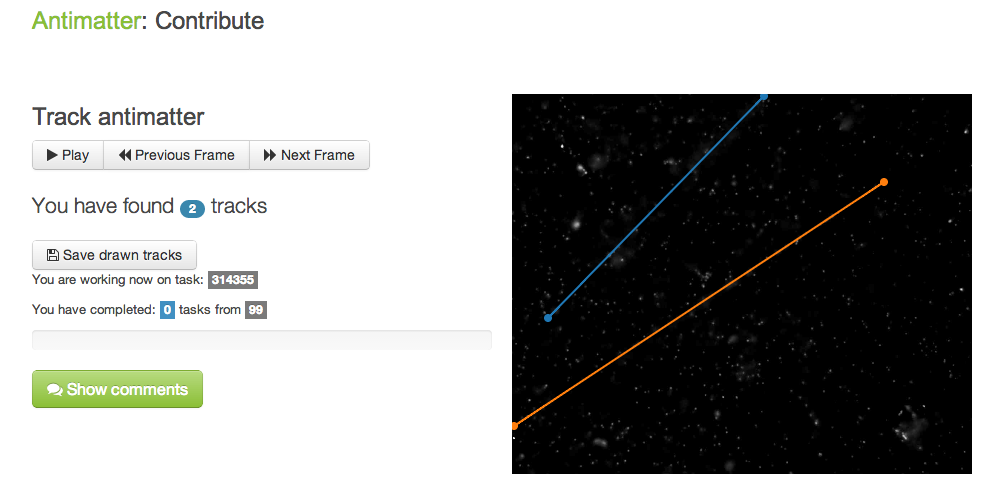 Antimatter: Contribute
Track antimatter
Play Previous Frame Next Frame
You have found 2 tracks
Save drawn tracks
You are working now on task: 314355
You have completed: 0 tasks from 99
Show comments